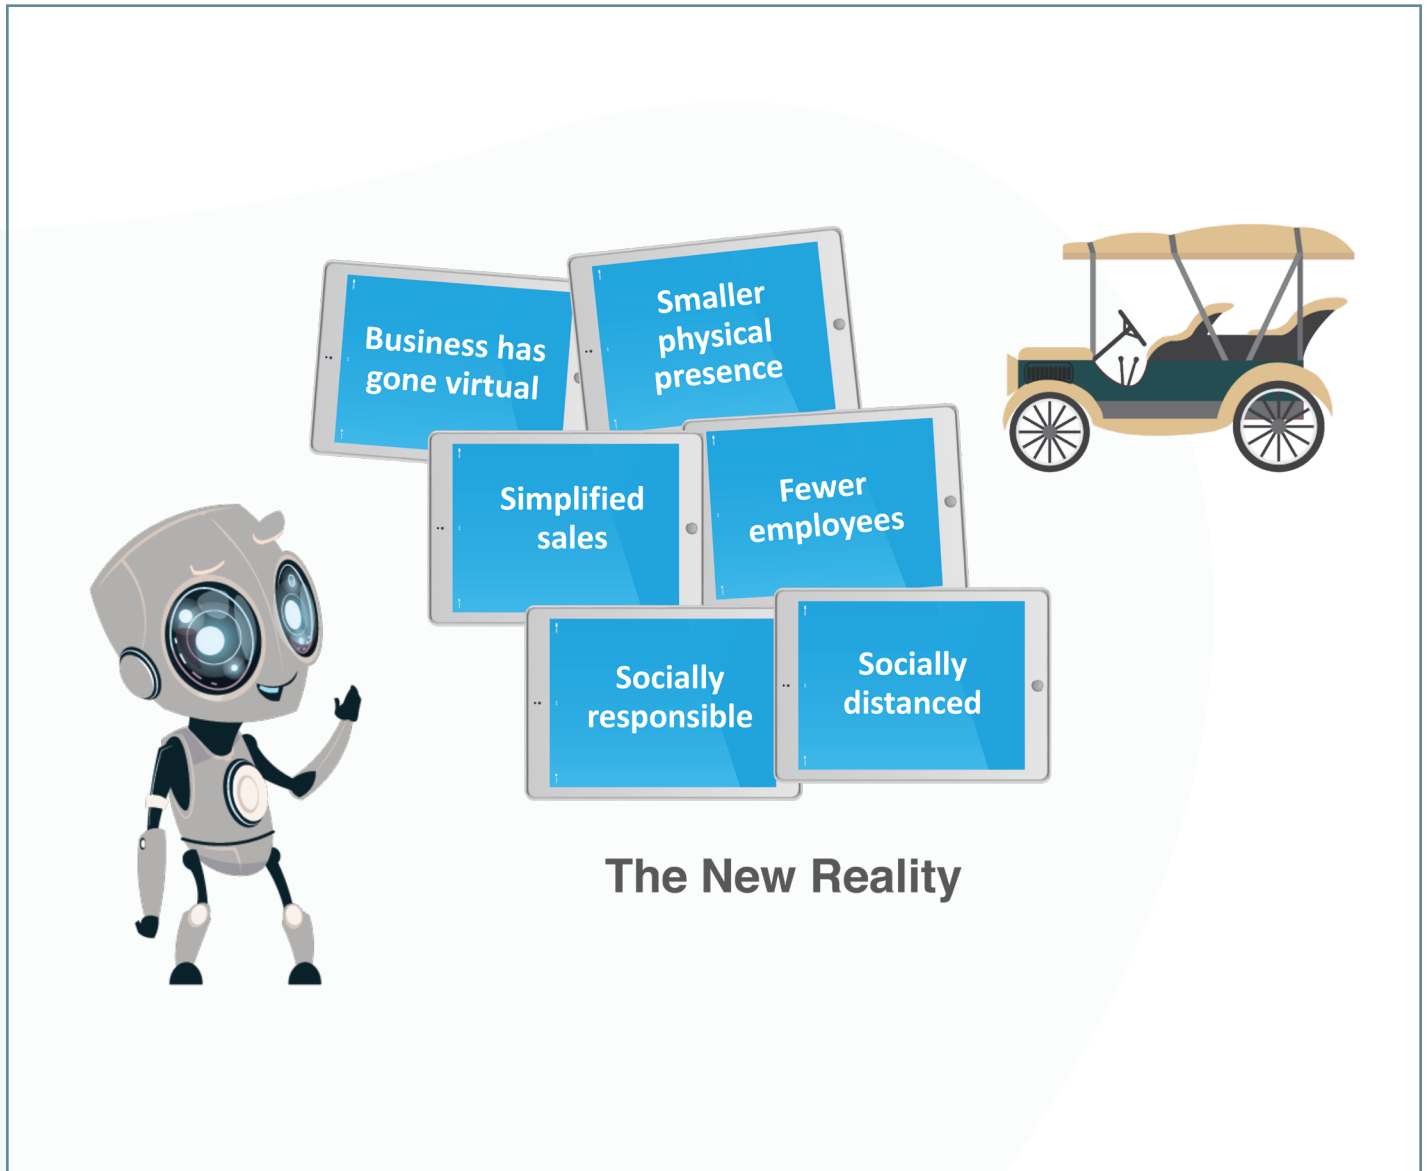 Business has
gone virtual
Smaller
physical
presence
Simplified
sales
Fewer
employees
Socially
responsible
Socially
distanced
The New Reality